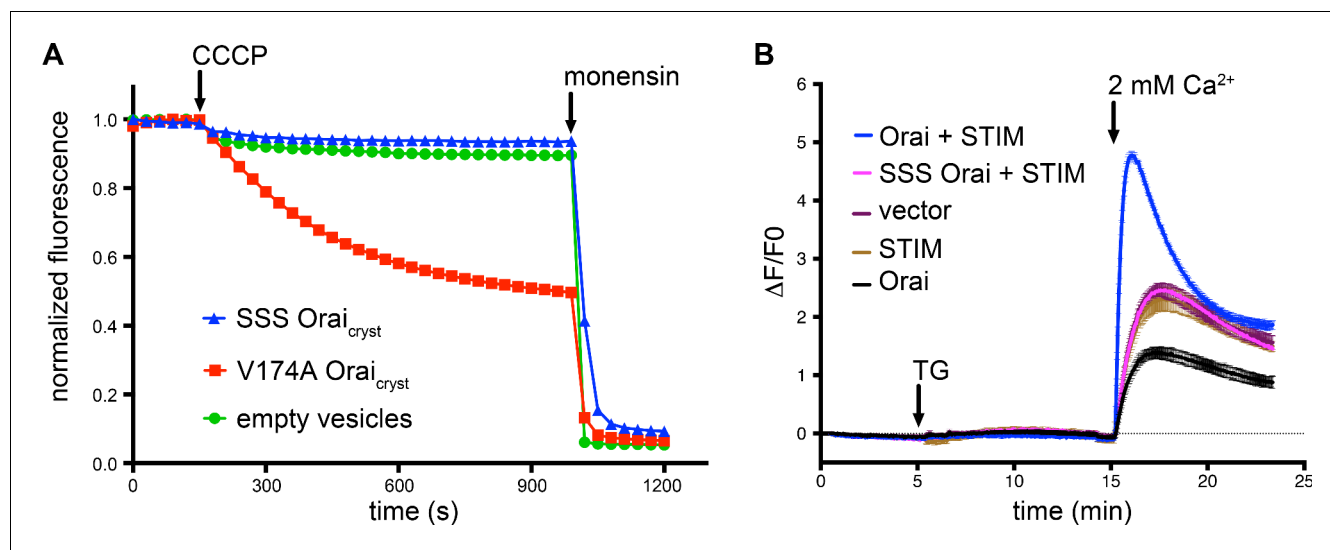 A
CCCP
monensin
normalized fluorescence
1.0
0.8
0.6
0.4
0.2
0.0
SSS Orai_cryst
V174A Orai_cryst
empty vesicles
0
300
600
900
1200
time (s)
B
2 mM Ca²⁺
ΔF/F0
6
5
4
3
2
1
0
Orai + STIM
SSS Orai + STIM
vector
STIM
Orai
TG
0
5
10
15
20
25
time (min)